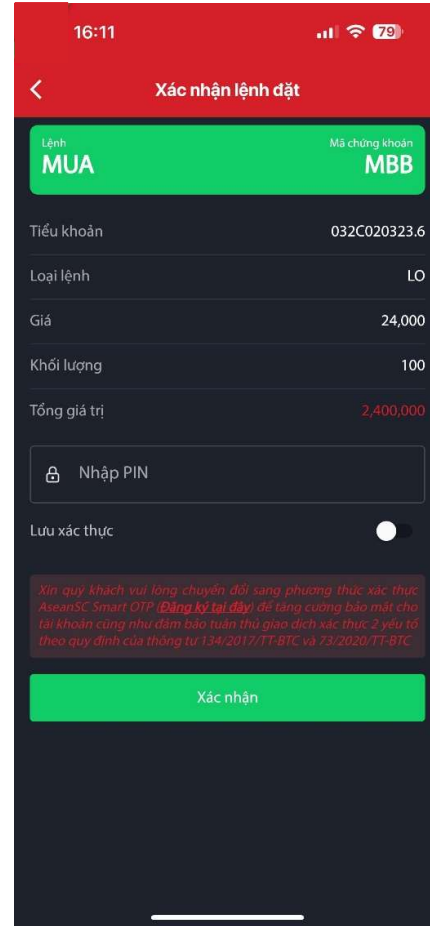 16:11
79
Xác nhận lệnh đặt
Lệnh
Mã chứng khoán
MUA
MBB
Tiểu khoản
032C020323.6
Loại lệnh
LO
Giá
24,000
Khối lượng
100
Tổng giá trị
2,400,000
Nhập PIN
Lưu xác thực
Xin quý khách vui lòng chuyển đổi sang phương thức xác thực
AseanSC Smart OTP (Đăng ký tại đây) để tăng cường bảo mật cho
tài khoản cũng như đảm bảo tuân thủ giao dịch xác thực 2 yếu tố
theo quy định của thông tư 134/2017/TT-BTC và 73/2020/TT-BTC
Xác nhận